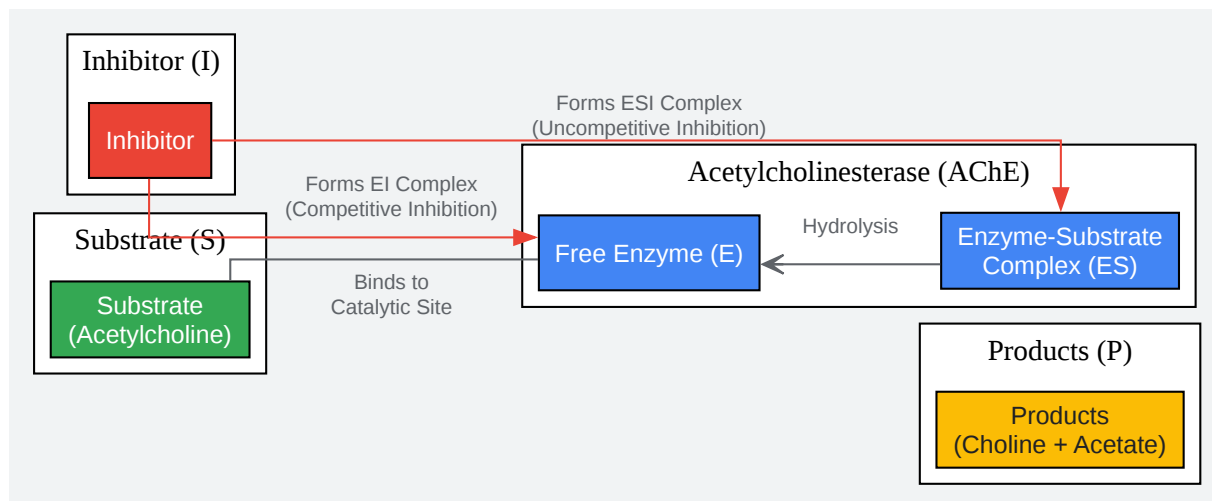 Inhibitor (I)
Inhibitor
Forms ESI Complex
(Uncompetitive Inhibition)
Forms EI Complex
(Competitive Inhibition)
Acetylcholinesterase (AChE)
Substrate (S)
Free Enzyme (E)
Hydrolysis
Enzyme-Substrate
Complex (ES)
Binds to
Catalytic Site
Substrate
(Acetylcholine)
Products (P)
Products
(Choline + Acetate)